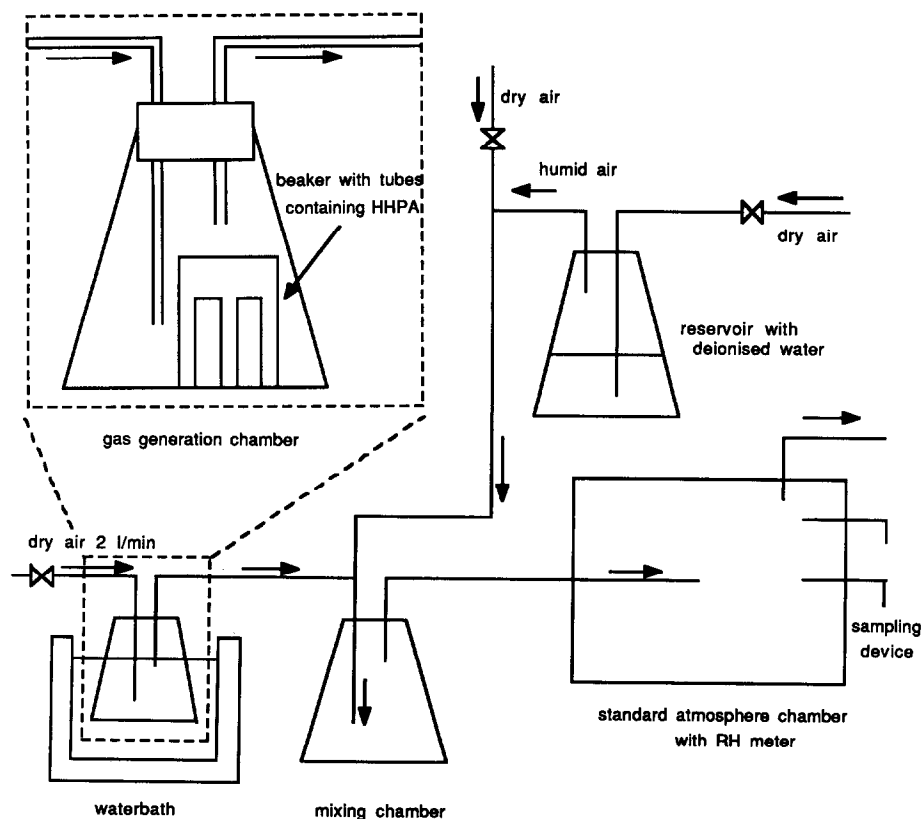 dry air
humid air
beaker with tubes
containing HHPA
dry air
reservoir with
deionised water
gas generation chamber
dry air 2 l/min
sampling
device
standard atmosphere chamber
with RH meter
waterbath
mixing chamber